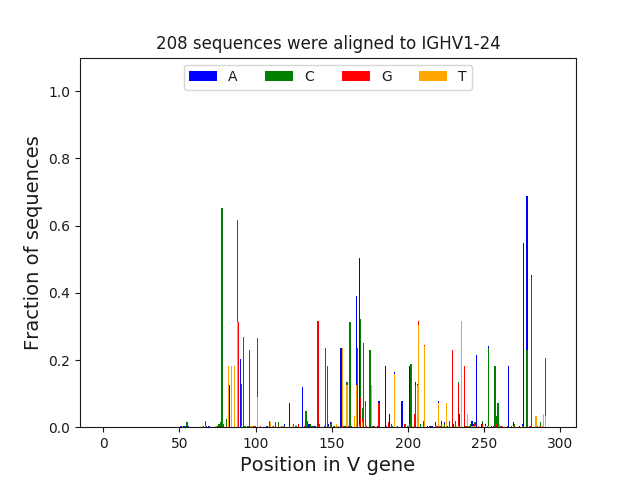 208 sequences were aligned to IGHV1-24
A C G T
1.0
0.8
0.6
0.4
0.2
0.0
Fraction of sequences
0 50 100 150 200 250 300
Position in V gene